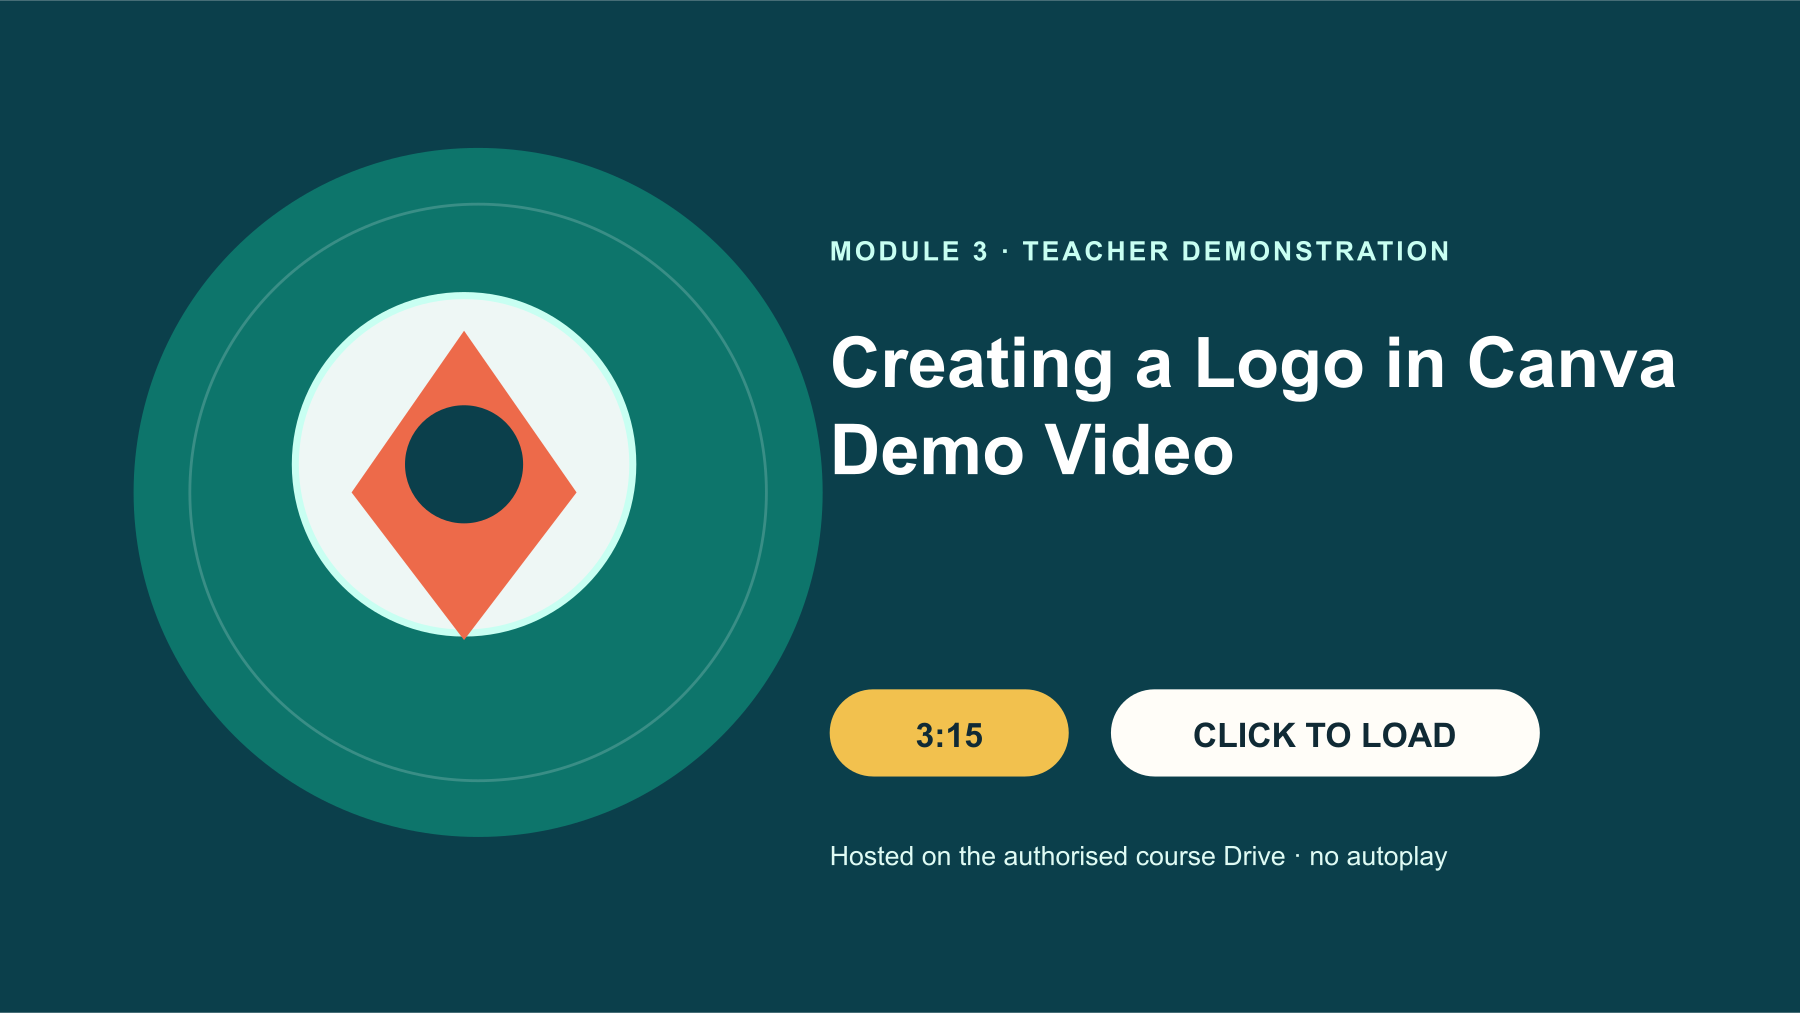 MODULE 3 · TEACHER DEMONSTRATION
Creating a Logo in Canva
Demo Video
3:15
CLICK TO LOAD
Hosted on the authorised course Drive · no autoplay